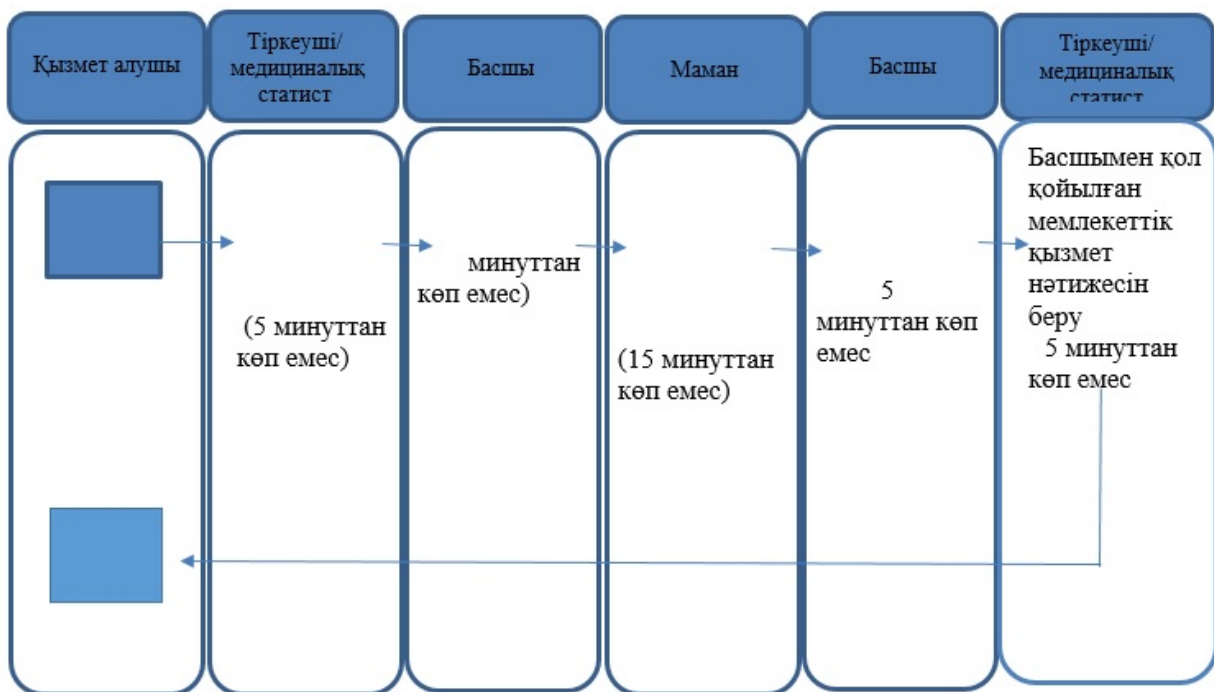 Қызмет алушы
Тіркеуші/
медициналық
статист
Басшы
Маман
Басшы
Тіркеуші/
медициналық
статист
(5 минуттан
көп емес)
минуттан
көп емес)
(15 минуттан
көп емес)
5
минуттан көп
емес
Басшымен қол
қойылған
мемлекеттік
қызмет
нәтижесін
беру
5 минуттан
көп емес